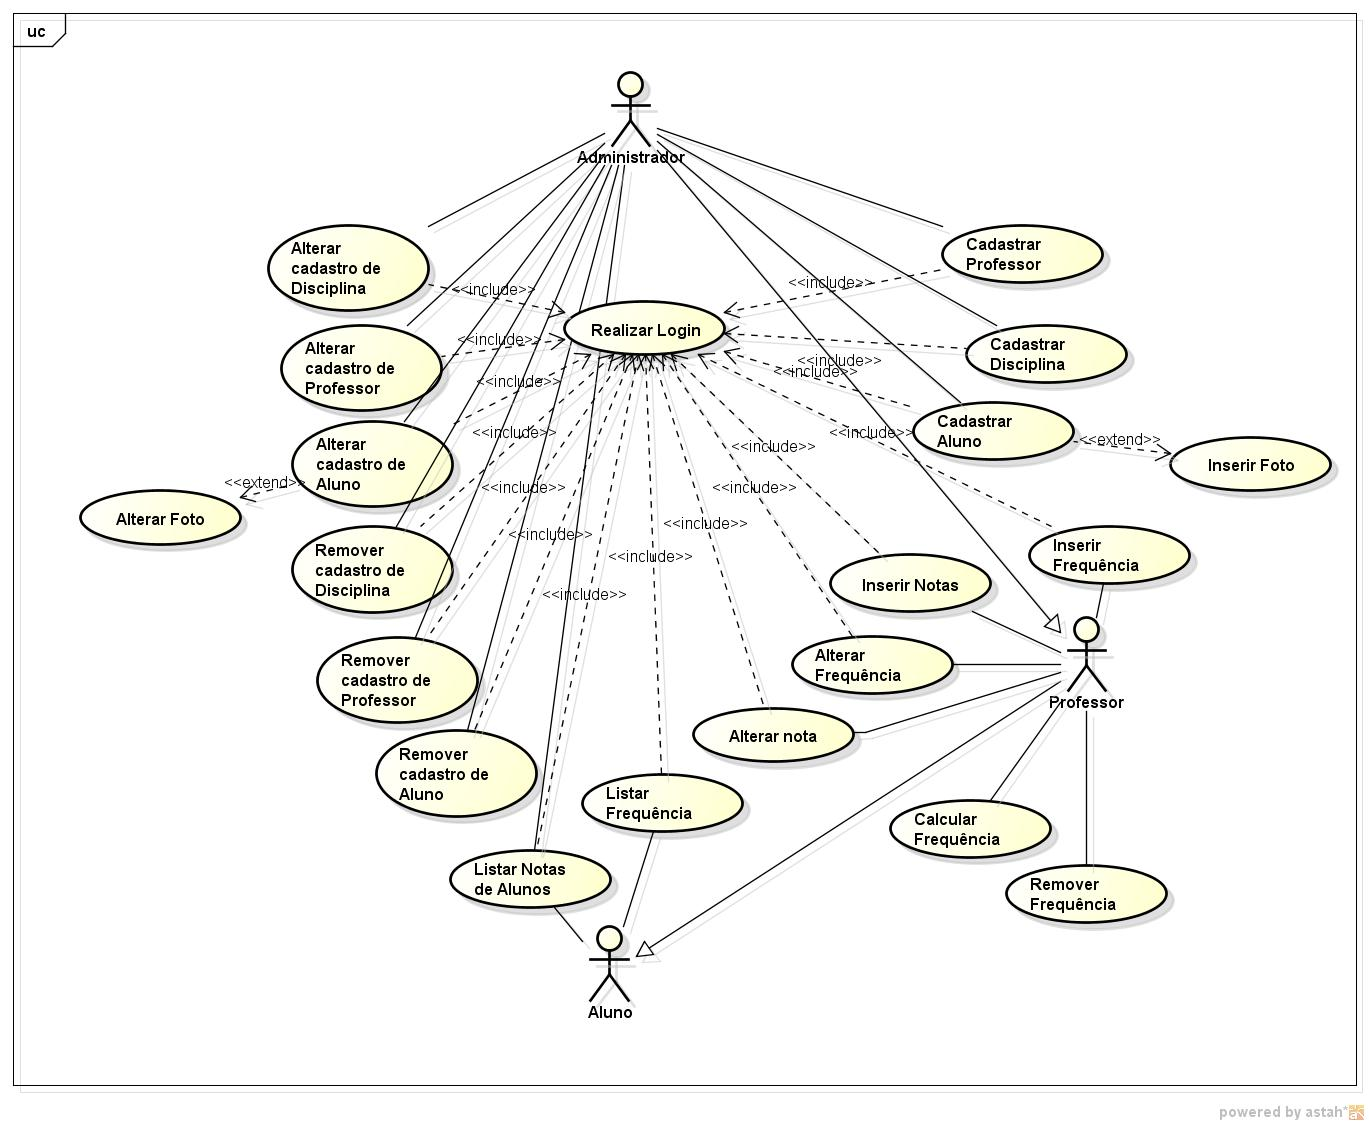 uc
Administrador
Alterar
cadastro de
Disciplina
Cadastrar
Professor
<<include>>
<<include>>
Realizar Login
Alterar
cadastro de
Professor
<<include>>
Cadastrar
Disciplina
<<include>>
<<include>>
<<include>>
Alterar
cadastro de
Aluno
<<include>>
<<include>>
Cadastrar
Aluno
<<extend>>
Inserir Foto
<<include>>
<<extend>>
Alterar Foto
<<include>>
<<include>>
<<include>>
<<include>>
Remover
cadastro de
Disciplina
<<include>>
Inserir
Frequência
Inserir Notas
<<include>>
Remover
cadastro de
Professor
Alterar
Frequência
Professor
Alterar nota
Remover
cadastro de
Aluno
Listar
Frequência
Calcular
Frequência
Listar Notas
de Alunos
Remover
Frequência
Aluno
powered by astah*